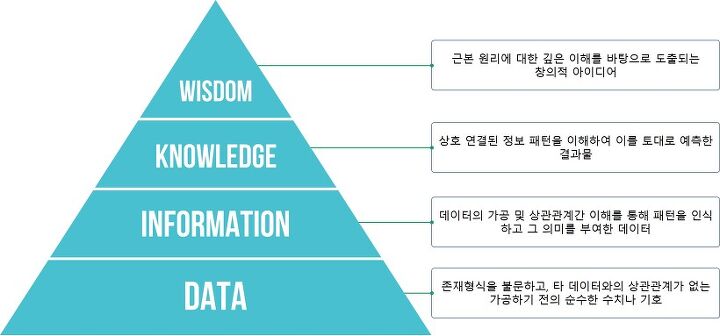 WISDOM
근본 원리에 대한 깊은 이해를 바탕으로 도출되는
창의적 아이디어
KNOWLEDGE
상호 연결된 정보 패턴을 이해하여 이를 토대로 예측한
결과물
INFORMATION
데이터의 가공 및 상관관계간 이해를 통해 패턴을 인식
하고 그 의미를 부여한 데이터
DATA
존재형식을 불문하고, 타 데이터와의 상관관계가 없는
가공하기 전의 순수한 수치나 기호